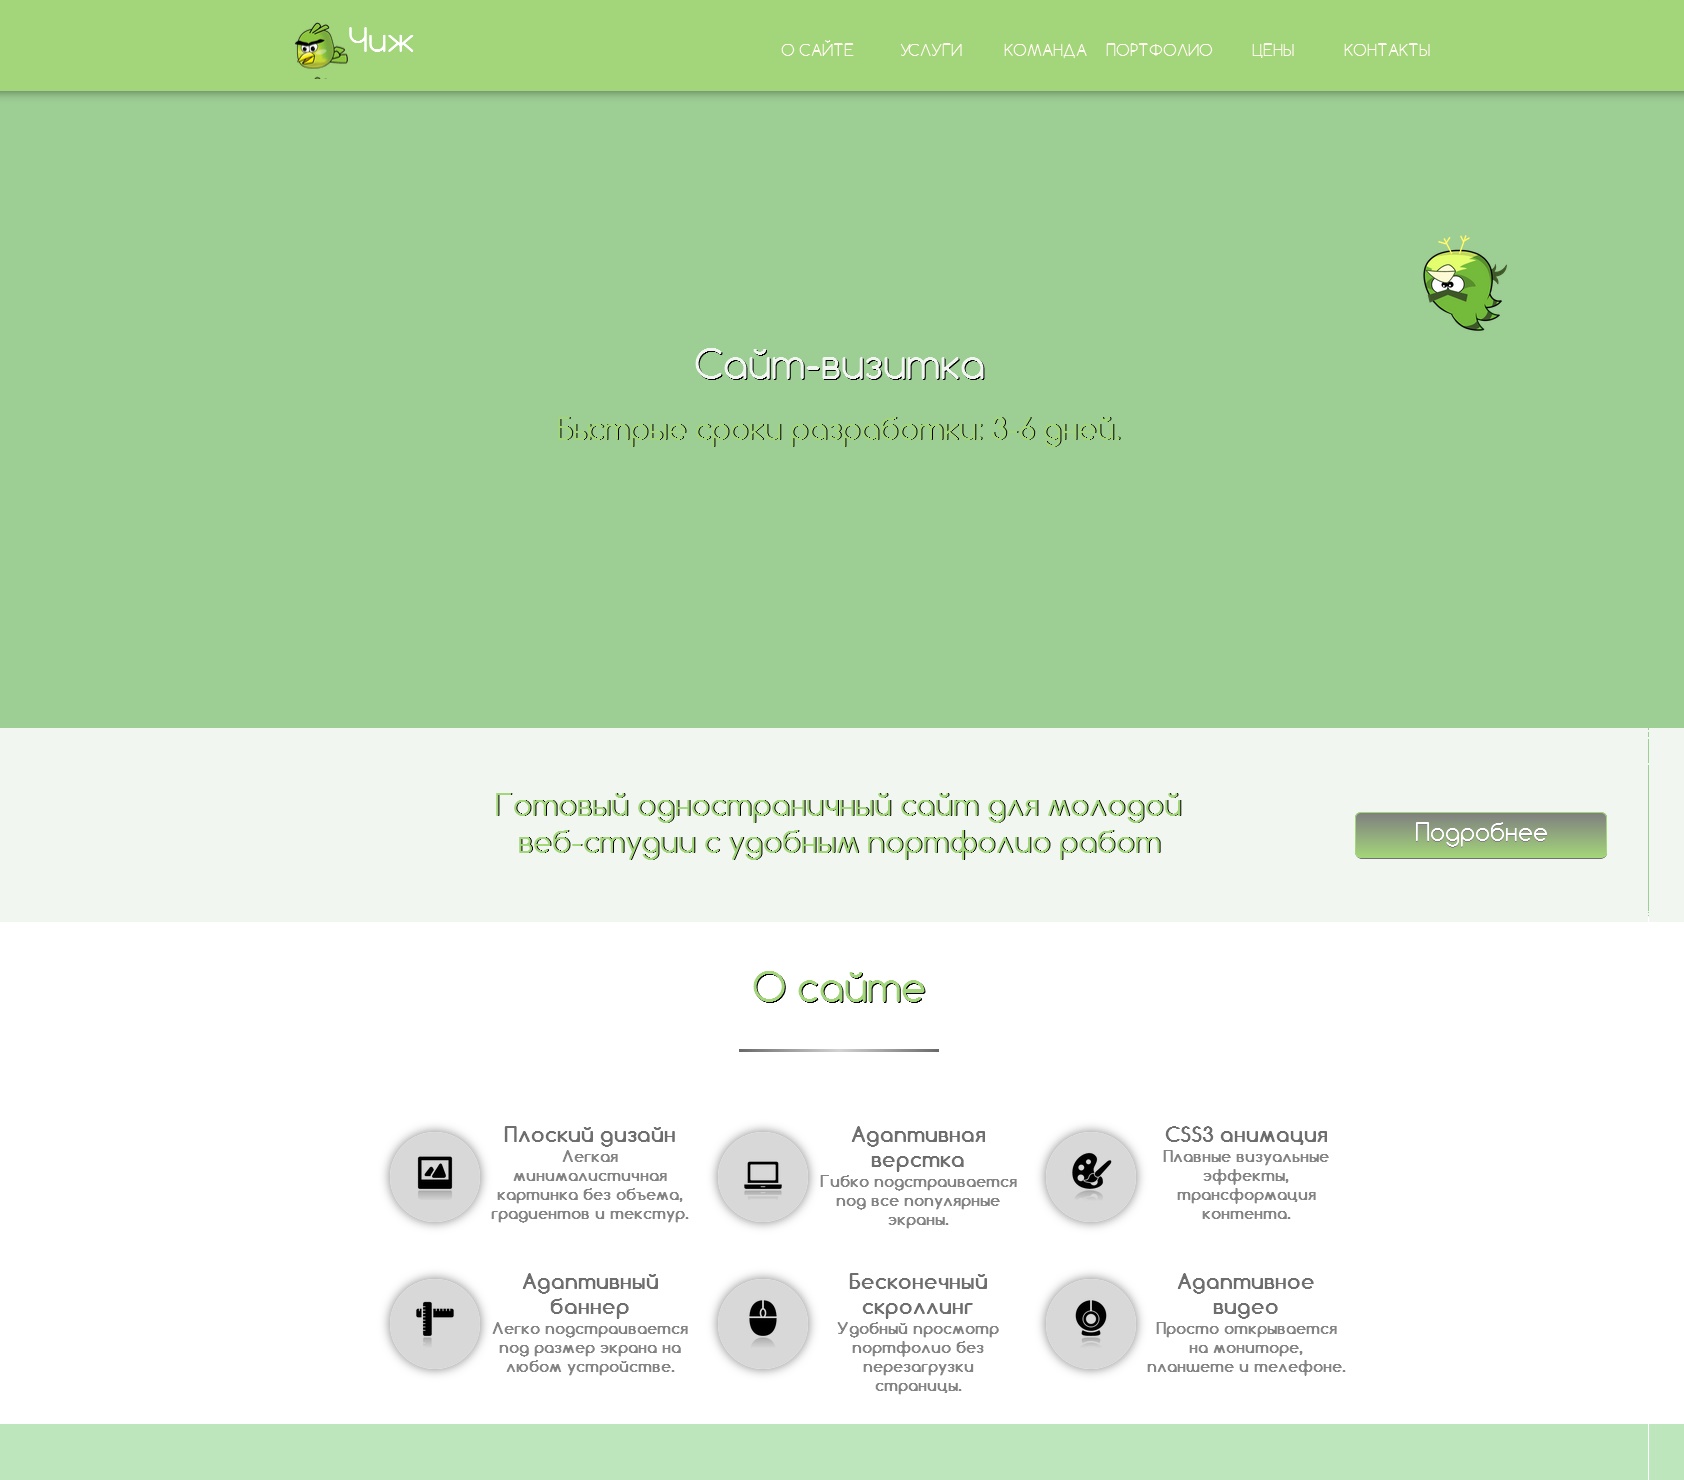 Чиж
О САЙТЕ УСЛУГИ КОМАНДА ПОРТФОЛИО ЦЕНЫ КОНТАКТЫ
Сайт-визитка
Быстрые сроки разработки: 3-6 дней.
Готовый одностраничный сайт для молодой
веб-студии с удобным портфолио работ
Подробнее
О сайте
Плоский дизайн
Легкая
минималистичная
картинка без объема,
градиентов и текстур.
Адаптивная
верстка
Гибко подстраивается
под все популярные
экраны.
CSS3 анимация
Плавные визуальные
эффекты,
трансформация
контента.
Адаптивный
баннер
Легко подстраивается
под размер экрана на
любом устройстве.
Бесконечный
скроллинг
Удобный просмотр
портфолио без
перезагрузки
страницы.
Адаптивное
видео
Просто открывается
на мониторе,
планшете и телефоне.